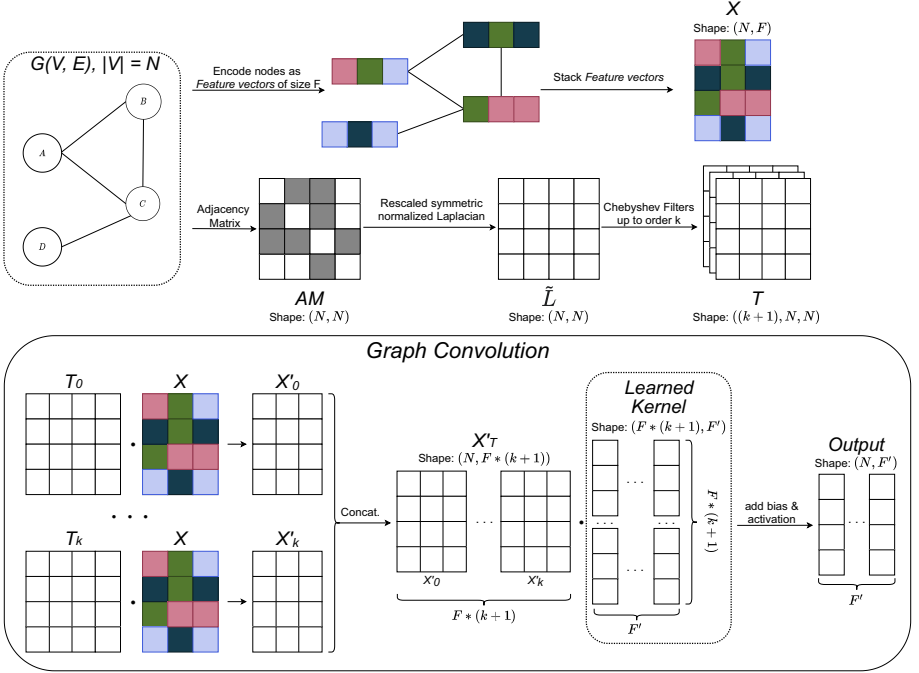 G(V, E), |V| = N
A
B
C
D
Encode nodes as
Feature vectors of size F
Stack Feature vectors
X
Shape: (N, F)
Adjacency
Matrix
AM
Shape: (N, N)
Rescaled symmetric
normalized Laplacian
L̃
Shape: (N, N)
Chebyshev Filters
up to order k
T
Shape: ((k + 1), N, N)
Graph Convolution
T₀
X
X'₀
· · ·
Tₖ
X
X'ₖ
Concat.
X'ₜ
Shape: (N, F * (k + 1))
· · ·
X'₀
X'ₖ
F * (k + 1)
Learned
Kernel
Shape: (F * (k + 1), F')
· · ·
· · ·
· · ·
· · ·
F'
F * (k + 1)
add bias &
activation
Output
Shape: (N, F')
· · ·
F'